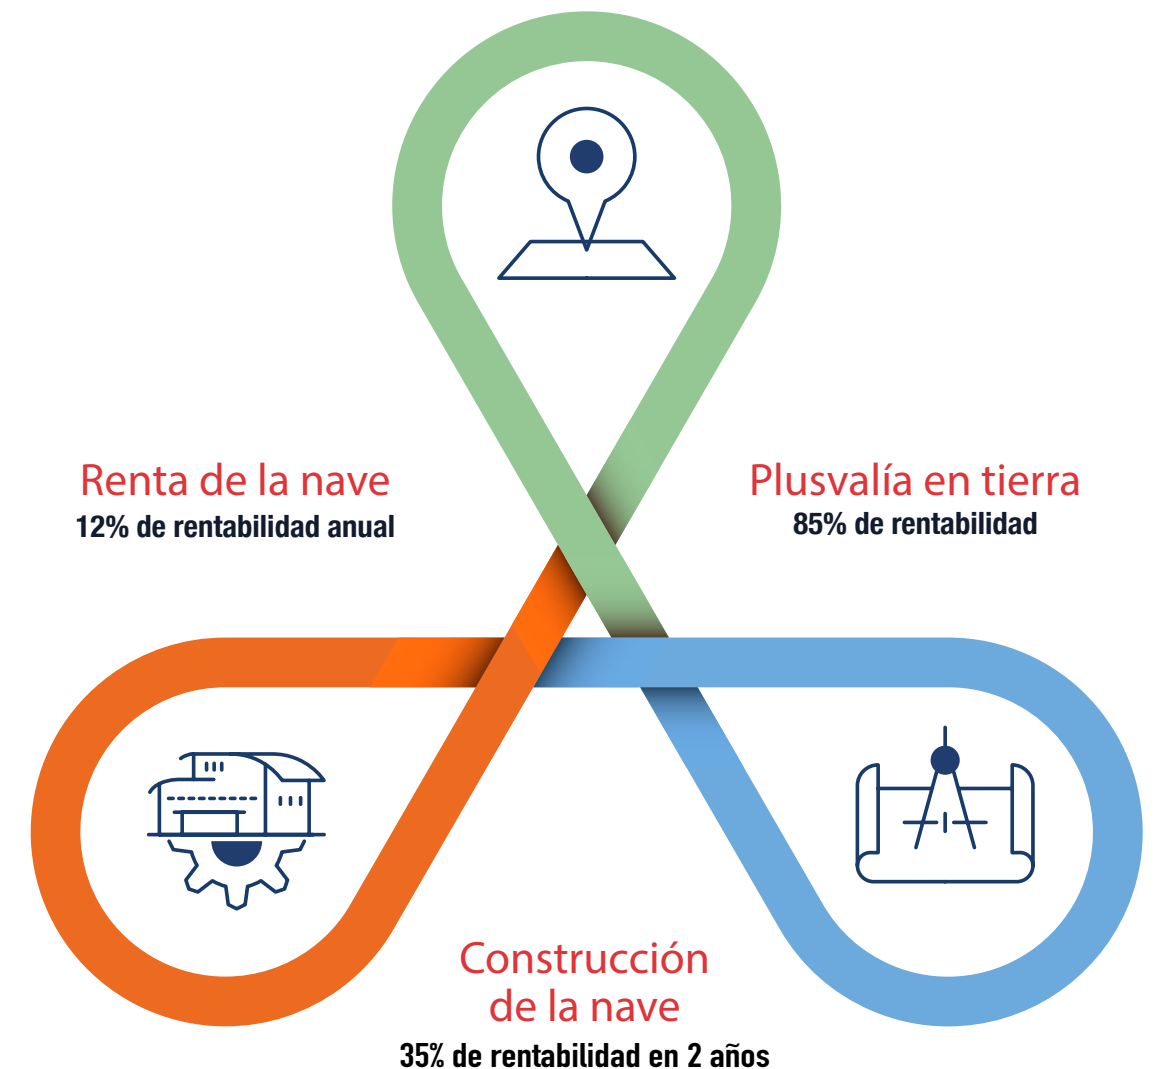 Renta de la nave
12% de rentabilidad anual
Plusvalía en tierra
85% de rentabilidad
Construcción
de la nave
35% de rentabilidad en 2 años